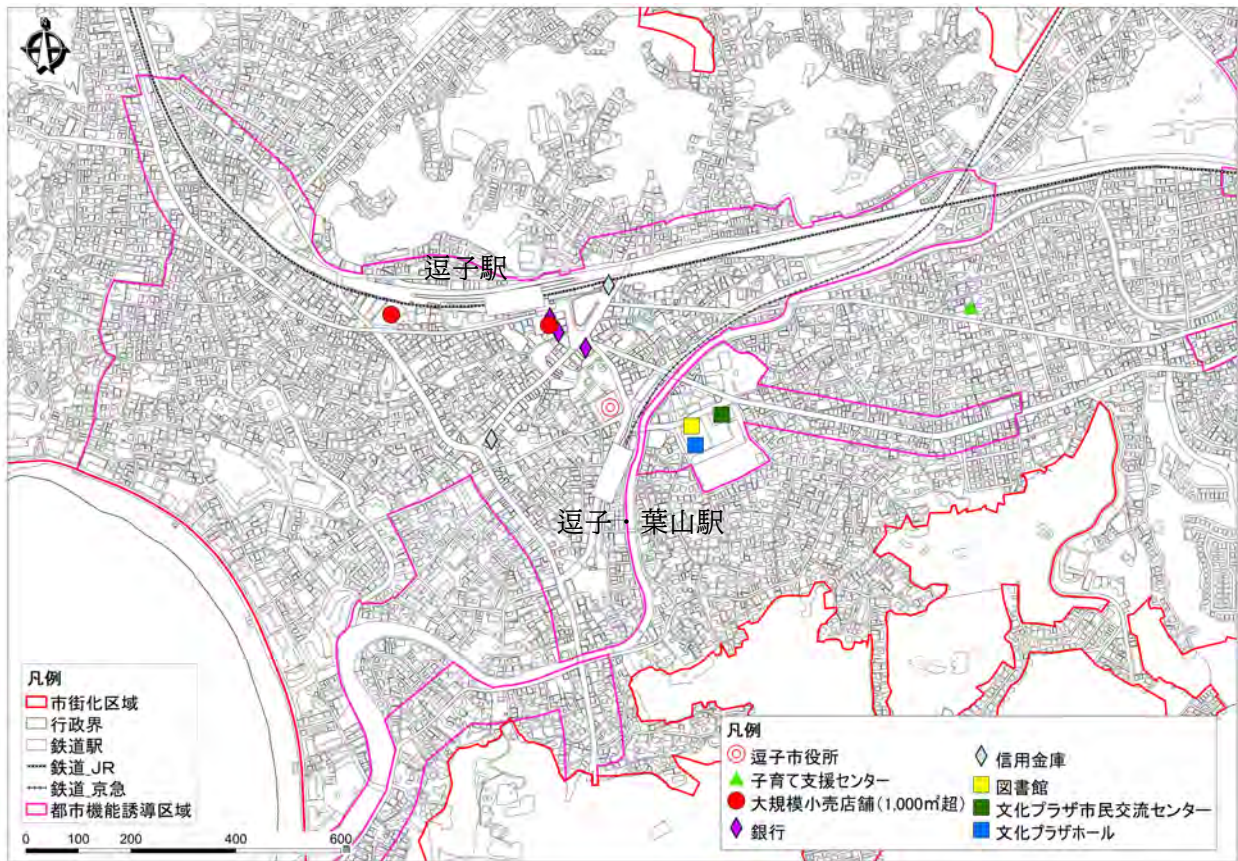 逗子駅
逗子・葉山駅
凡例
市街化区域
行政界
鉄道駅
鉄道_JR
鉄道_京急
都市機能誘導区域
0 200 400 600
凡例
逗子市役所
子育て支援センター
大規模小売店舗(1,000㎡超)
銀行
信用金庫
図書館
文化プラザ市民交流センター
文化プラザホール